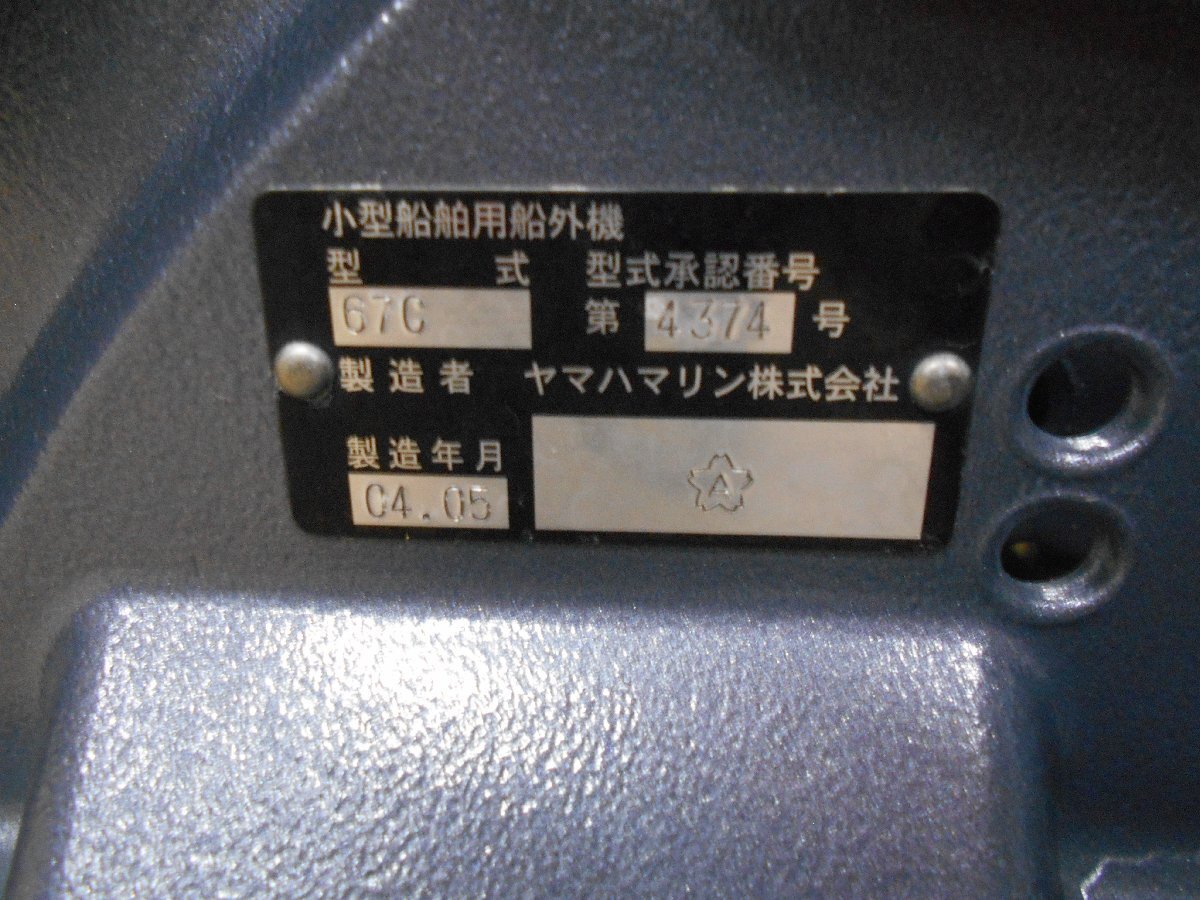 小型船舶用船外機
型 式 型式承認番号
67C 第 4374 号
製造者 ヤマハマリン株式会社
製造年月
04.05 A